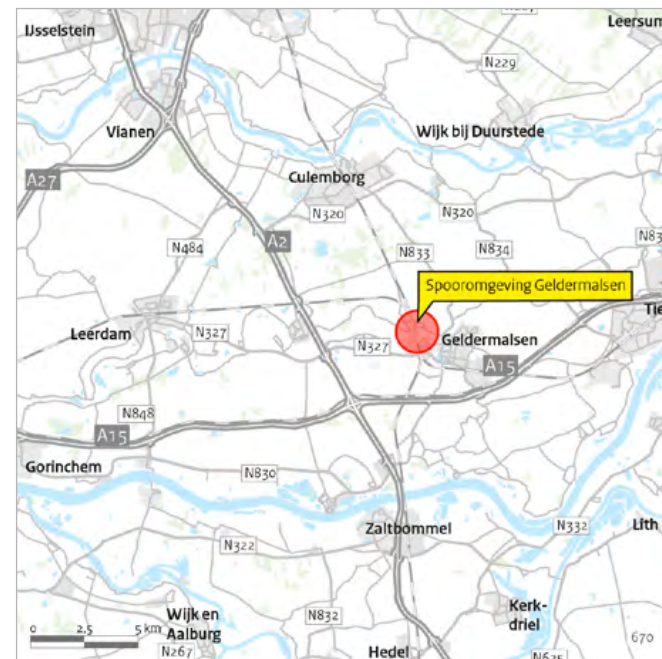 IJsselstein
Leersum
N229
Vianen
Wijk bij Duurstede
Culemborg
A27
N320
N320
A2
N484
N833
N834
Spooromgeving Geldermalsen
Leerdam
N327
N327
Geldermalsen
A15
N848
A15
Gorinchem
N830
Zaltbommel
N332
Lith
N322
Wijk en
Aalburg
N832
Kerk-
driel
0 2,5 5 km
N267
Hedel
670